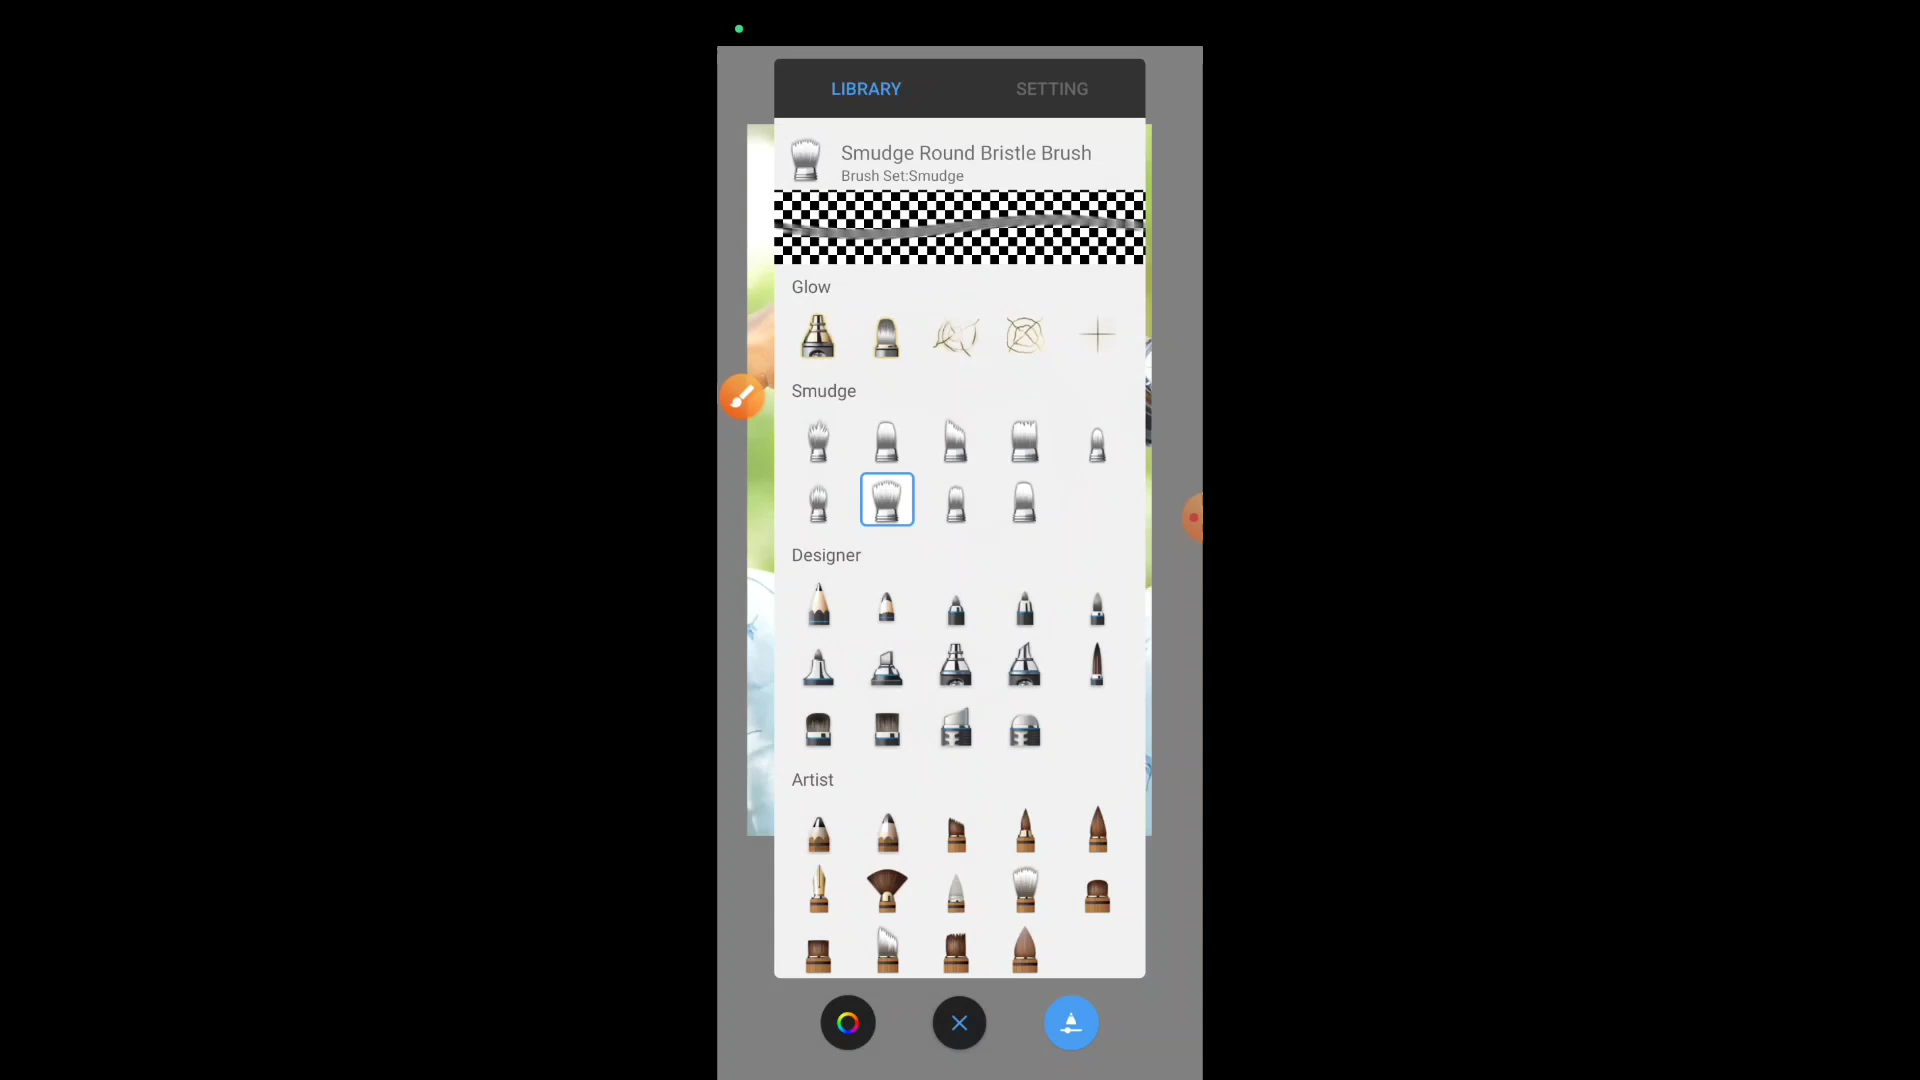 LIBRARY
SETTING
Smudge Round Bristle Brush
Brush Set:Smudge
Glow
Smudge
Designer
Artist